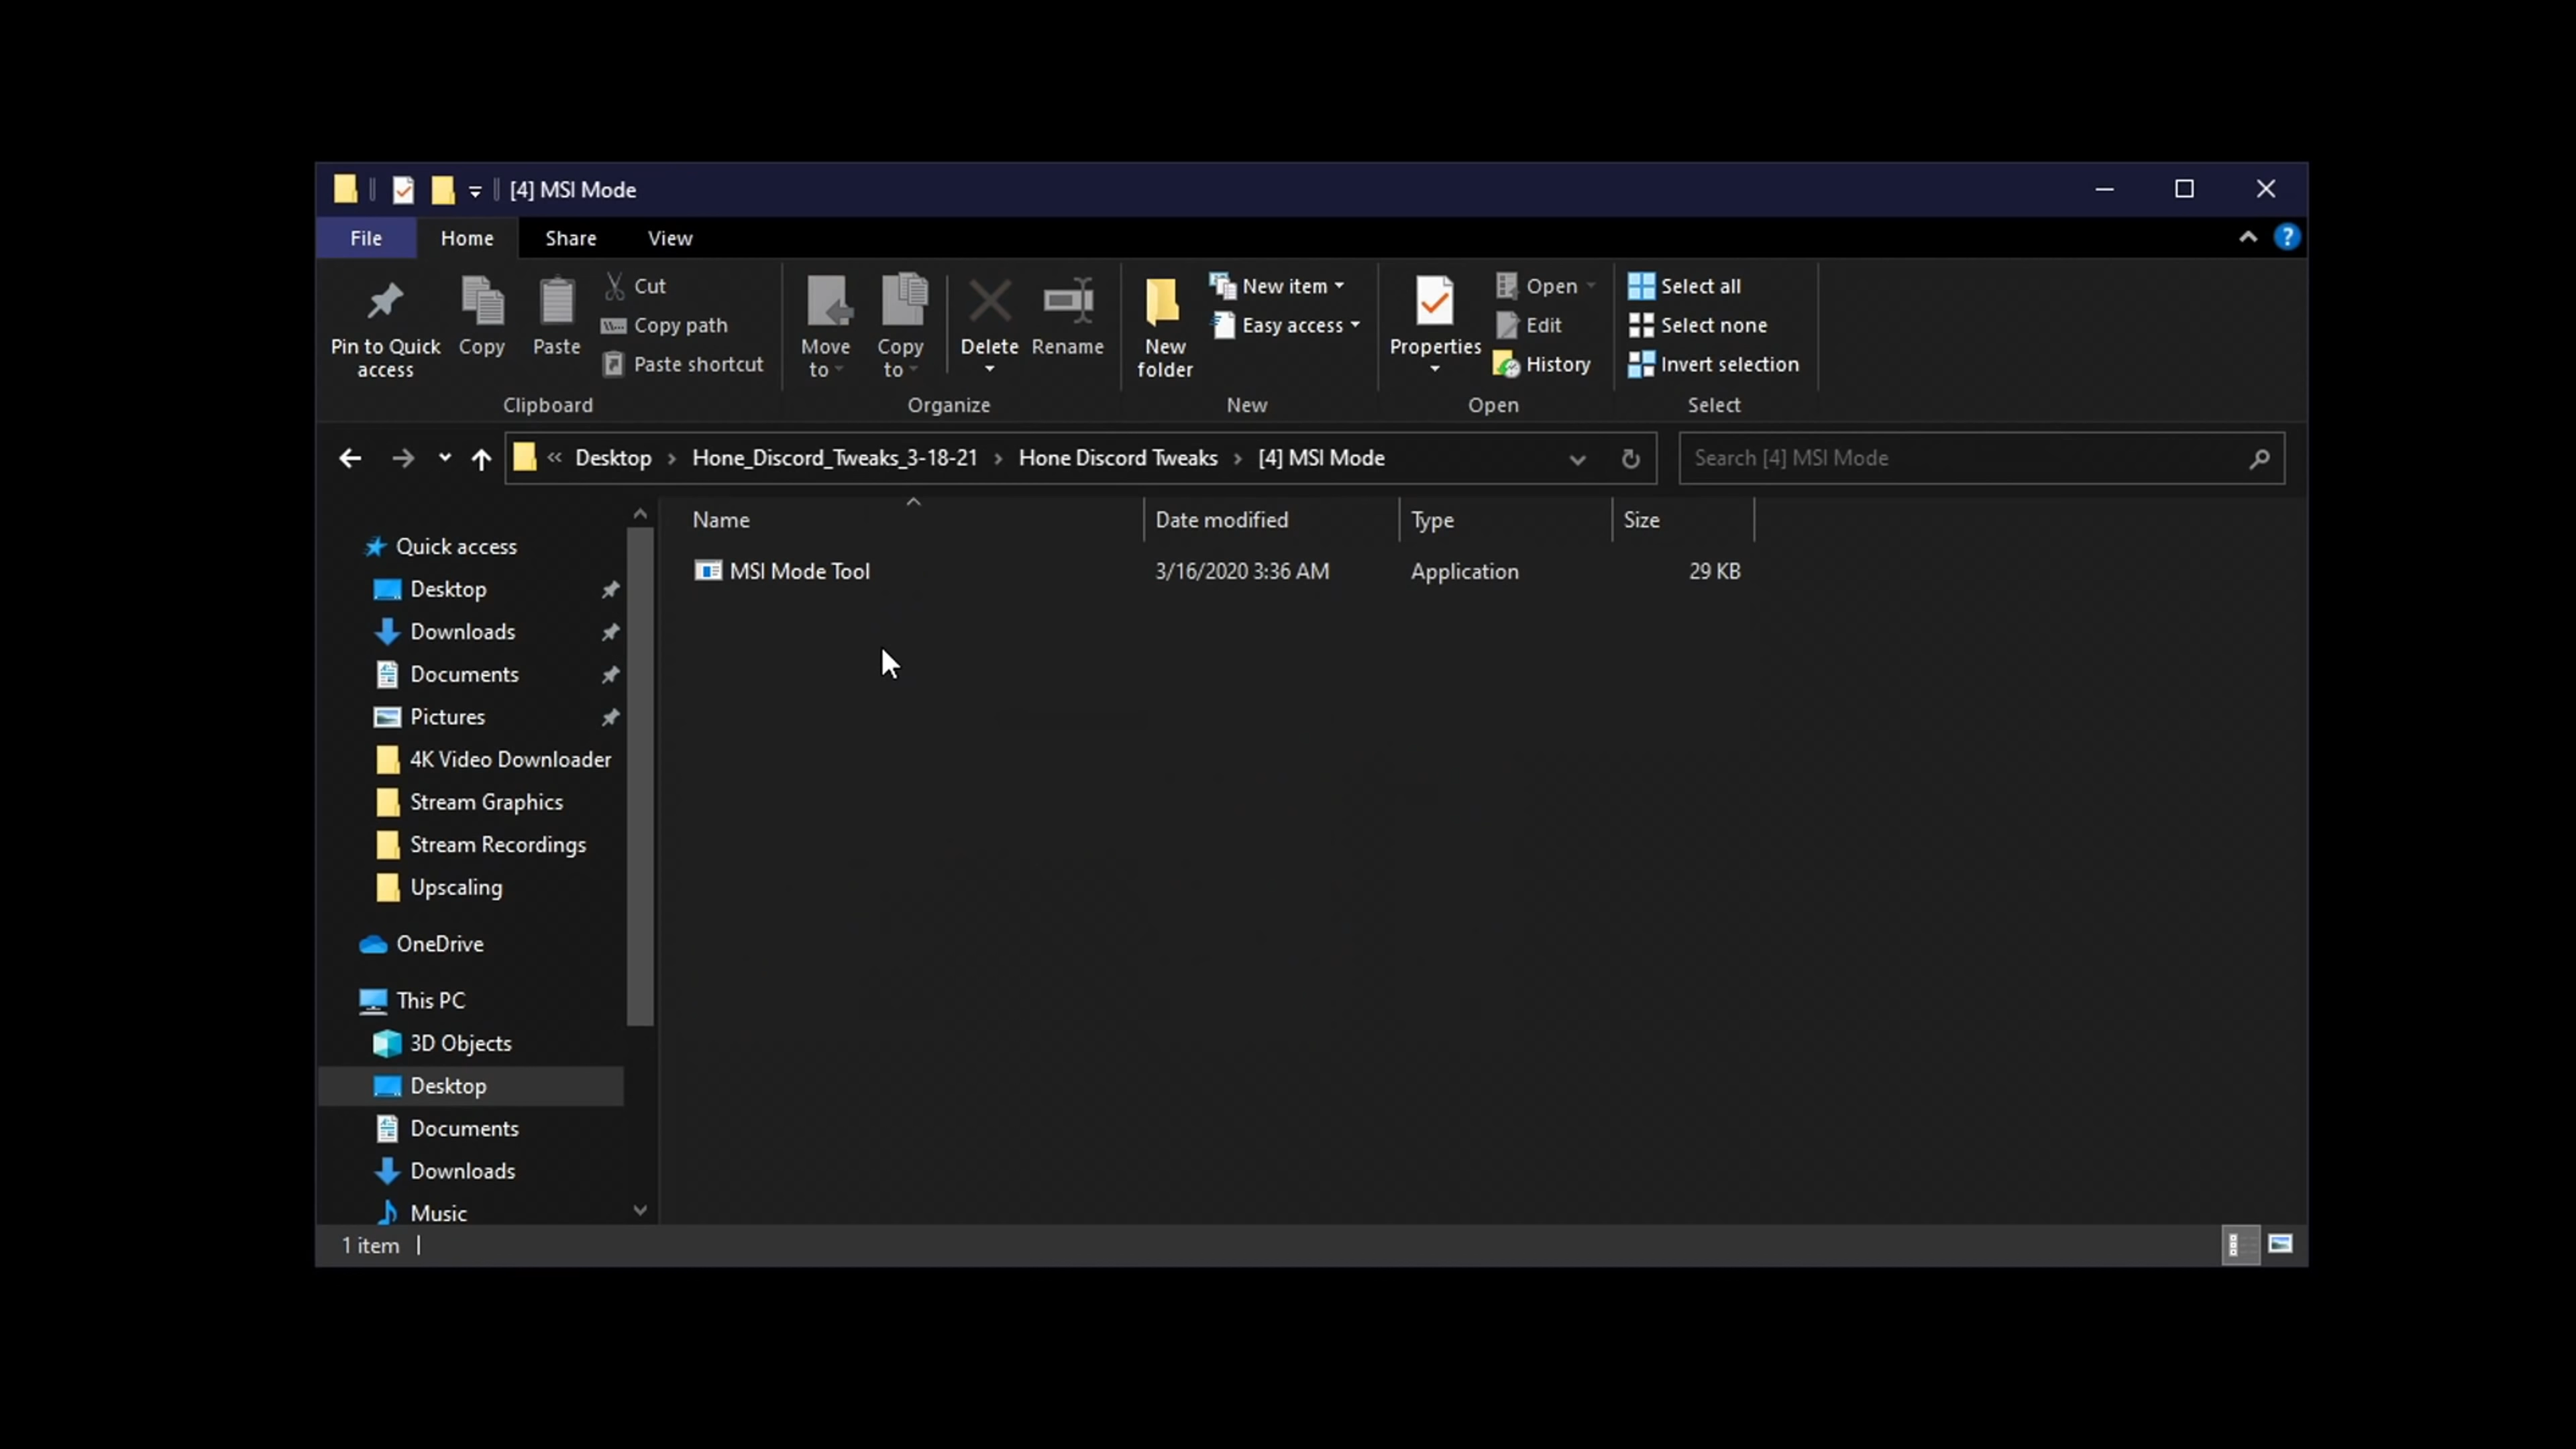 [4] MSI Mode
File Home Share View
Pin to Quick access
Copy
Paste
Cut
Copy path
Paste shortcut
Clipboard
Move to
Copy to
Delete
Rename
Organize
New folder
New item
Easy access
New
Properties
Open
Edit
History
Open
Select all
Select none
Invert selection
Select
« Desktop › Hone_Discord_Tweaks_3-18-21 › Hone Discord Tweaks › [4] MSI Mode
Search [4] MSI Mode
Quick access
Desktop
Downloads
Documents
Pictures
4K Video Downloader
Stream Graphics
Stream Recordings
Upscaling
OneDrive
This PC
3D Objects
Desktop
Documents
Downloads
Music
Name Date modified Type Size
MSI Mode Tool 3/16/2020 3:36 AM Application 29 KB
1 item